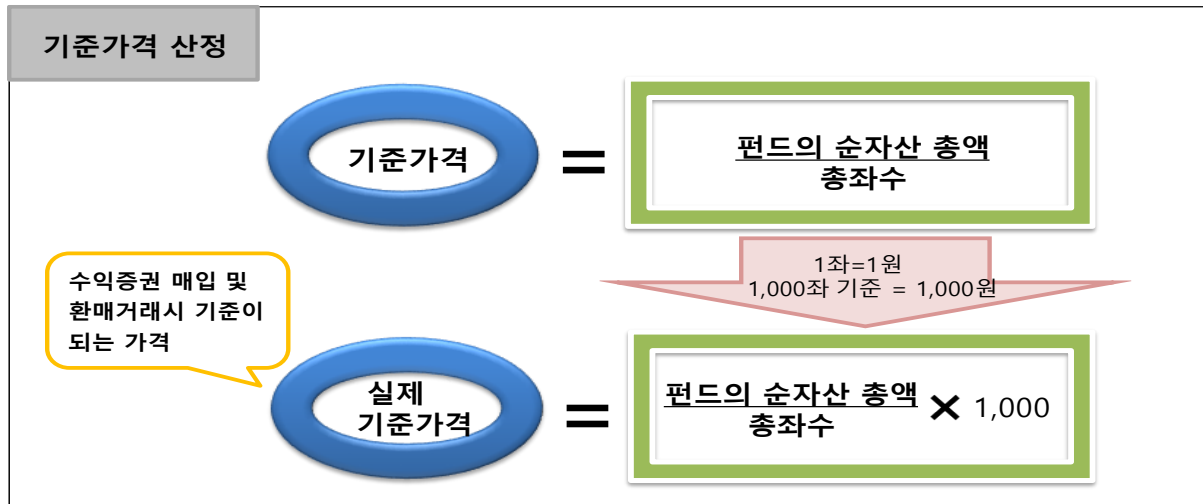 기준가격 산정
기준가격
=
펀드의 순자산 총액
총좌수
1좌=1원
1,000좌 기준 = 1,000원
수익증권 매입 및
환매거래시 기준이
되는 가격
실제
기준가격
=
펀드의 순자산 총액
총좌수
× 1,000